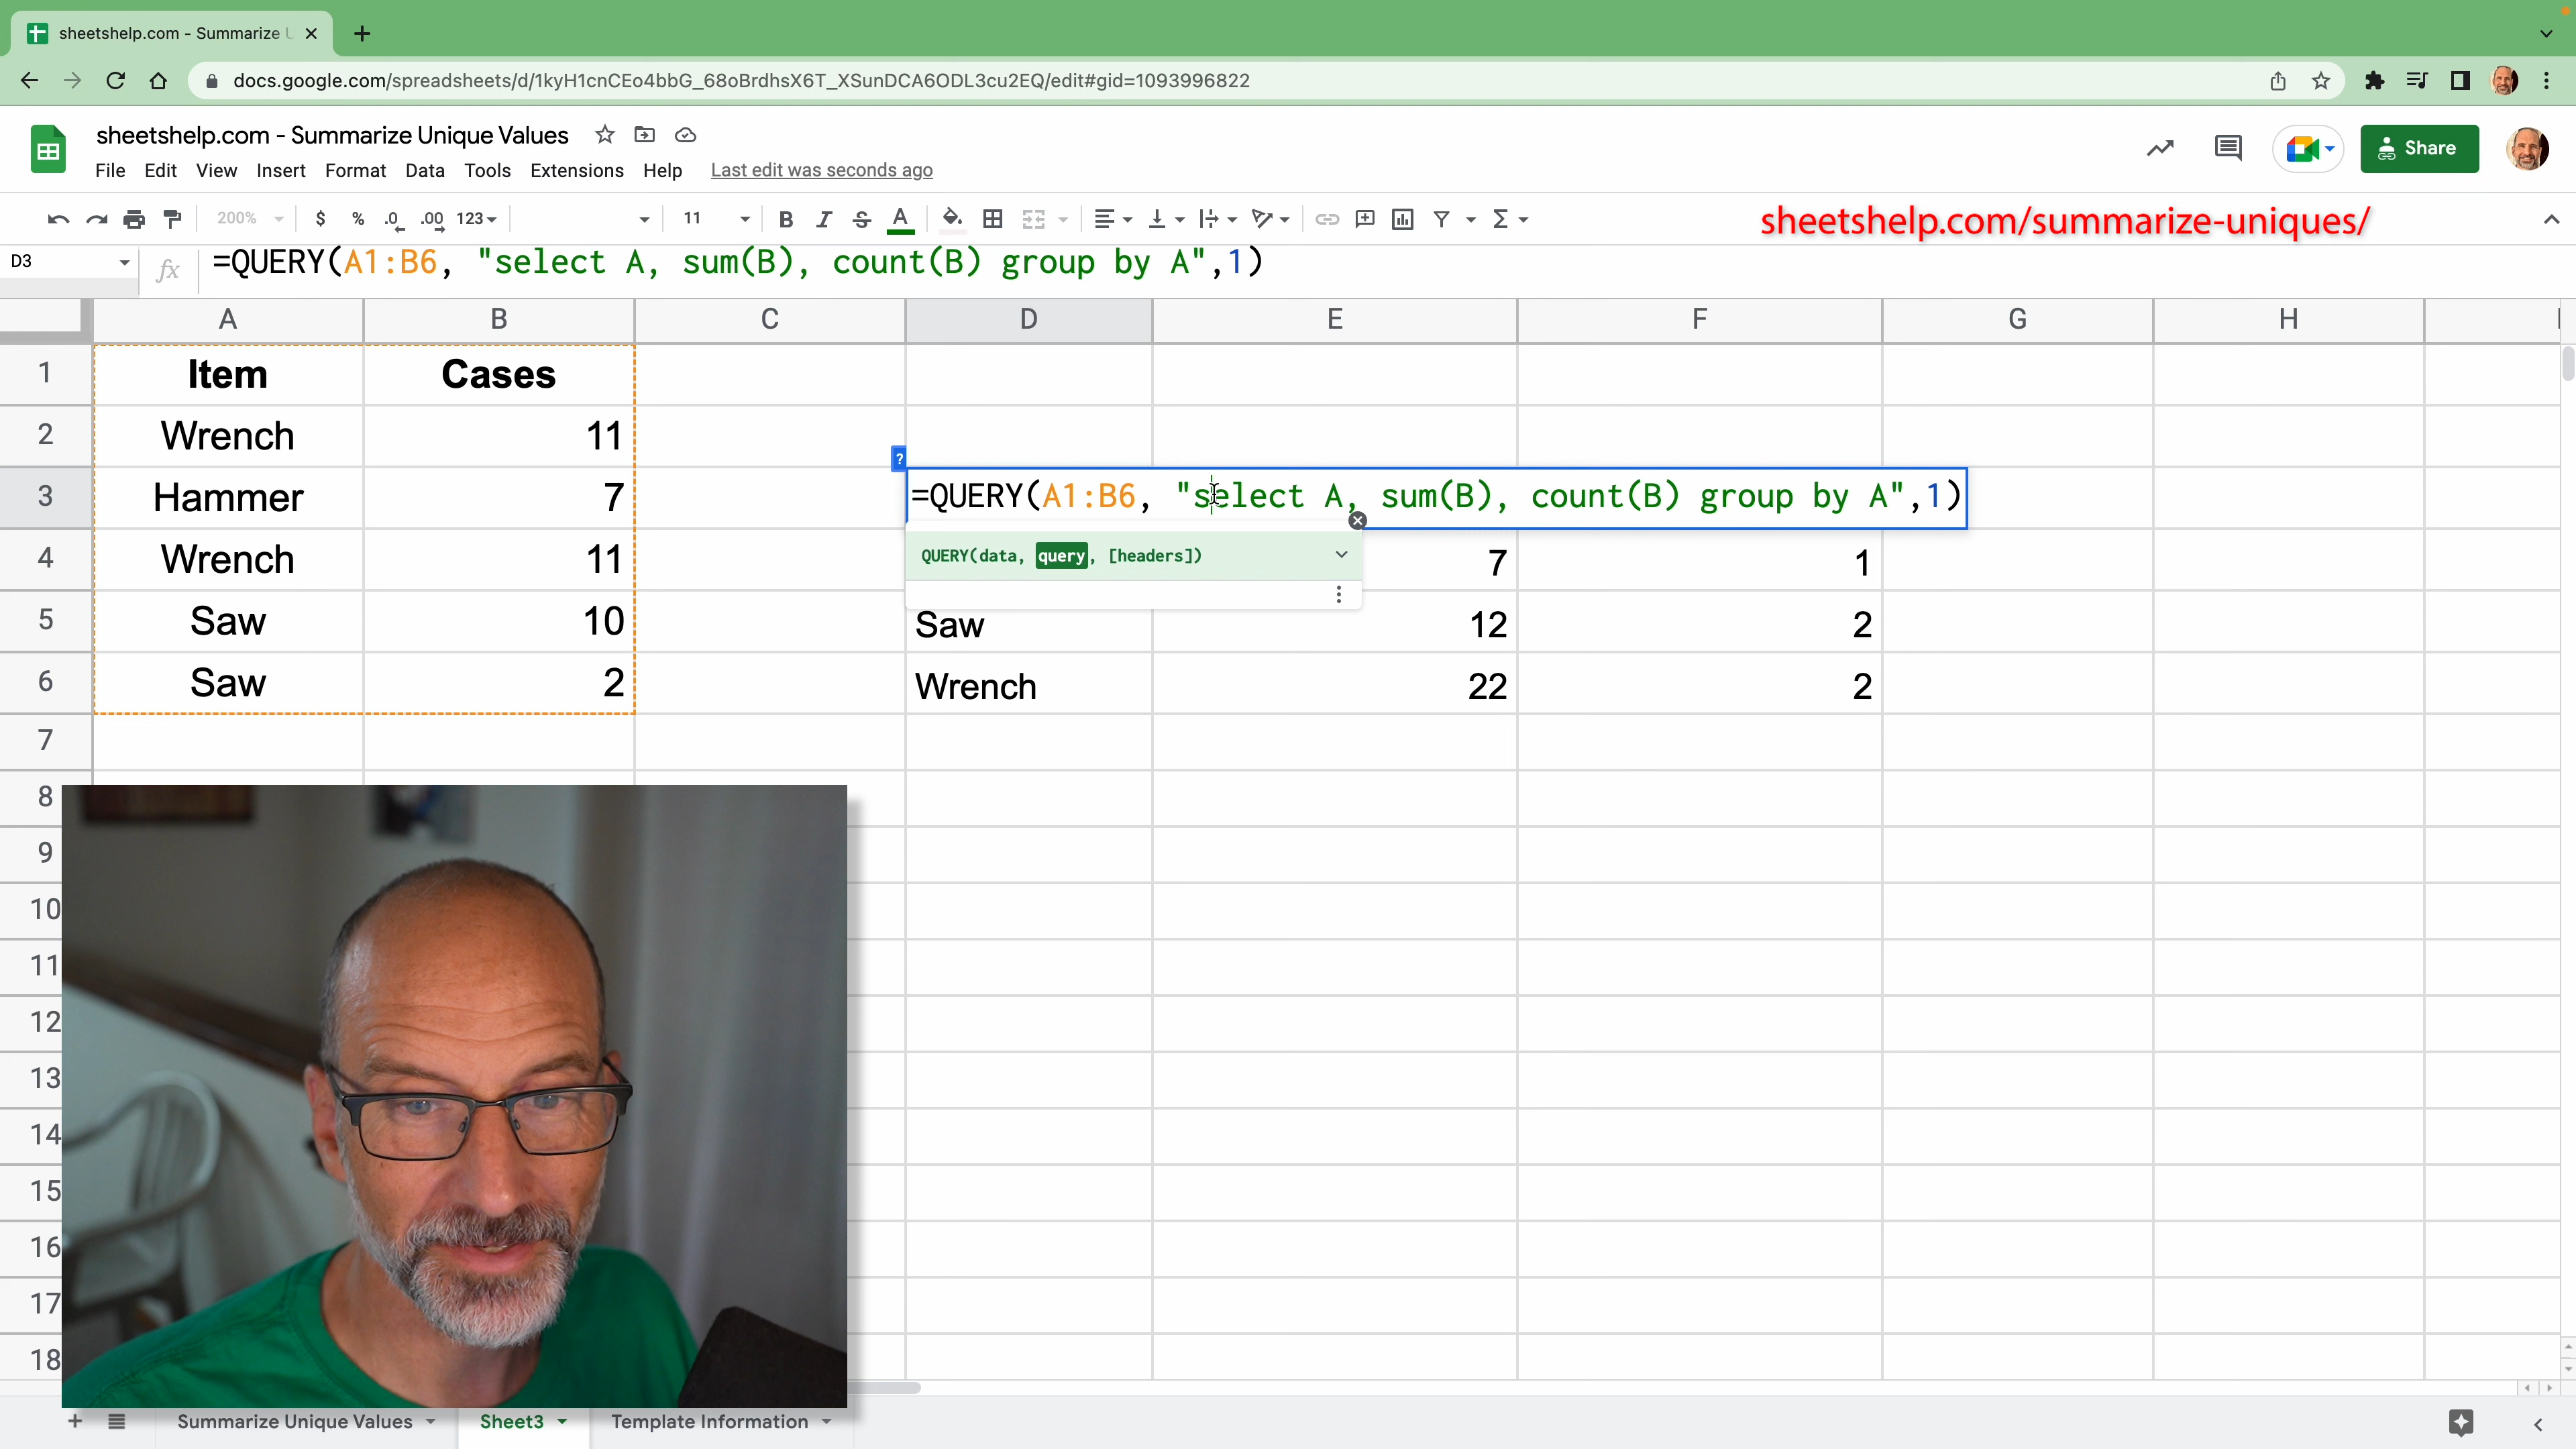 sheetshelp.com - Summarize U
docs.google.com/spreadsheets/d/1kyH1cnCEo4bbG_68oBrdhsX6T_XSunDCA6ODL3cu2EQ/edit#gid=1093996822
sheetshelp.com - Summarize Unique Values
File Edit View Insert Format Data Tools Extensions Help Last edit was seconds ago
Share
200% $ % .0 .00 123 11 B I S A Σ
sheetshelp.com/summarize-uniques/
D3 fx =QUERY(A1:B6, "select A, sum(B), count(B) group by A",1)
A B C D E F G H
1 Item Cases
2 Wrench 11
?
3 Hammer 7 =QUERY(A1:B6, "select A, sum(B), count(B) group by A",1)
QUERY(data, query, [headers])
4 Wrench 11 7 1
5 Saw 10 Saw 12 2
6 Saw 2 Wrench 22 2
7
8
9
10
11
12
13
14
15
16
17
18
+ Summarize Unique Values Sheet3 Template Information